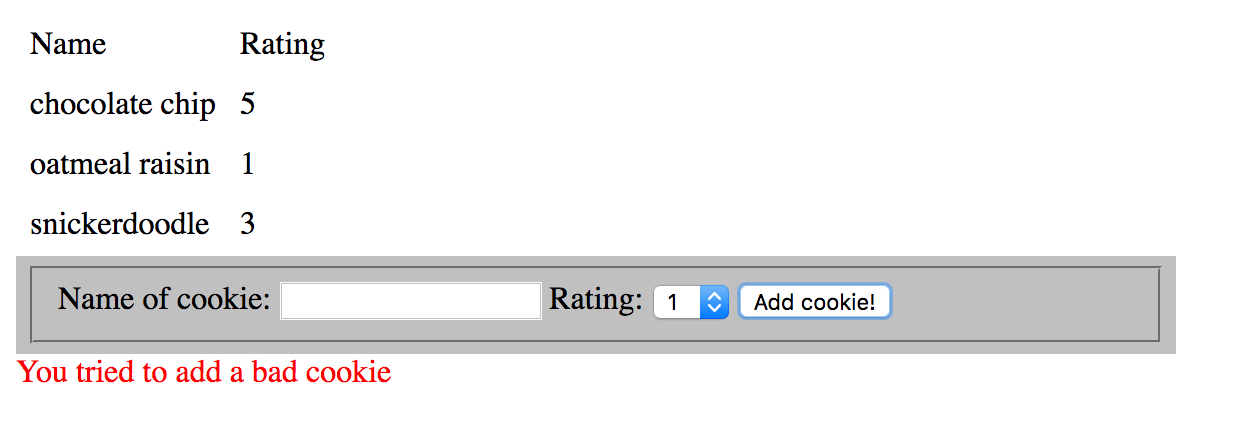 Name Rating
chocolate chip 5
oatmeal raisin 1
snickerdoodle 3
Name of cookie: Rating: 1 Add cookie!
You tried to add a bad cookie